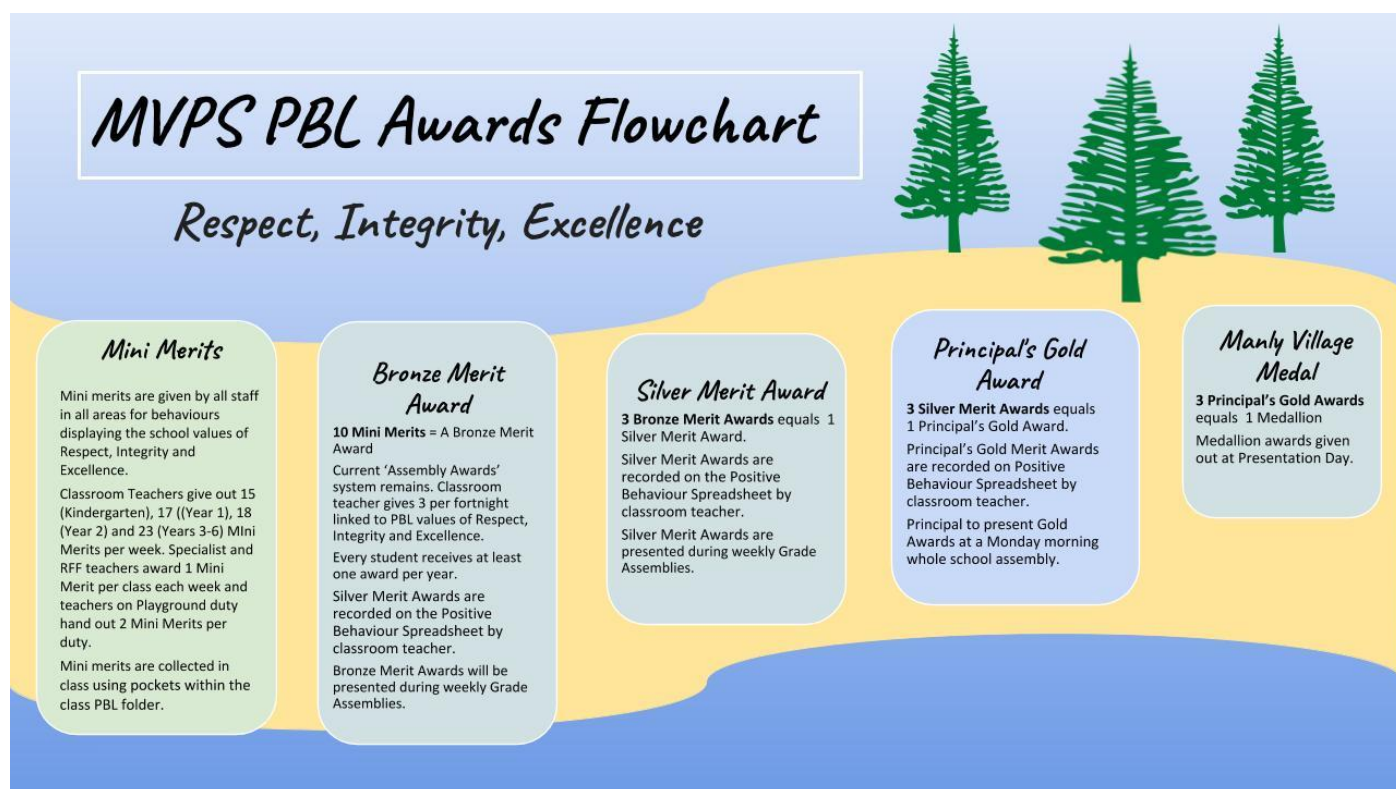 MVPS PBL Awards Flowchart
Respect, Integrity, Excellence
Mini Merits
Mini merits are given by all staff
in all areas for behaviours
displaying the school values of
Respect, Integrity and
Excellence.
Classroom Teachers give out 15
(Kindergarten), 17 ((Year 1), 18
(Year 2) and 23 (Years 3-6) MIni
Merits per week. Specialist and
RFF teachers award 1 Mini
Merit per class each week and
teachers on Playground duty
hand out 2 Mini Merits per
duty.
Mini merits are collected in
class using pockets within the
class PBL folder.
Bronze Merit
Award
10 Mini Merits = A Bronze Merit
Award
Current ‘Assembly Awards’
system remains. Classroom
teacher gives 3 per fortnight
linked to PBL values of Respect,
Integrity and Excellence.
Every student receives at least
one award per year.
Silver Merit Awards are
recorded on the Positive
Behaviour Spreadsheet by
classroom teacher.
Bronze Merit Awards will be
presented during weekly Grade
Assemblies.
Silver Merit Award
3 Bronze Merit Awards equals 1
Silver Merit Award.
Silver Merit Awards are
recorded on the Positive
Behaviour Spreadsheet by
classroom teacher.
Silver Merit Awards are
presented during weekly Grade
Assemblies.
Principal's Gold
Award
3 Silver Merit Awards equals
1 Principal’s Gold Award.
Principal’s Gold Merit Awards
are recorded on Positive
Behaviour Spreadsheet by
classroom teacher.
Principal to present Gold
Awards at a Monday morning
whole school assembly.
Manly Village
Medal
3 Principal’s Gold Awards
equals 1 Medallion
Medallion awards given
out at Presentation Day.